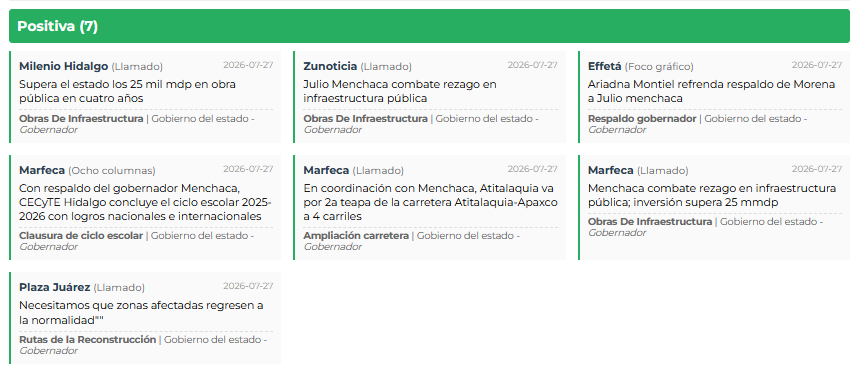 Positiva (7)
Milenio Hidalgo (Llamado) 2026-07-27
Supera el estado los 25 mil mdp en obra
pública en cuatro años
Obras De Infraestructura | Gobierno del estado -
Gobernador
Zunoticia (Llamado) 2026-07-27
Julio Menchaca combate rezago en
infraestructura pública
Obras De Infraestructura | Gobierno del estado -
Gobernador
Effetá (Foco gráfico) 2026-07-27
Ariadna Montiel refrenda respaldo de Morena
a Julio menchaca
Respaldo gobernador | Gobierno del estado -
Gobernador
Marfeca (Ocho columnas) 2026-07-27
Con respaldo del gobernador Menchaca,
CECyTE Hidalgo concluye el ciclo escolar 2025-
2026 con logros nacionales e internacionales
Clausura de ciclo escolar | Gobierno del estado -
Gobernador
Marfeca (Llamado) 2026-07-27
En coordinación con Menchaca, Atitalaquia va
por 2a teapa de la carretera Atitalaquia-Apaxco
a 4 carriles
Ampliación carretera | Gobierno del estado -
Gobernador
Marfeca (Llamado) 2026-07-27
Menchaca combate rezago en infraestructura
pública; inversión supera 25 mmdp
Obras De Infraestructura | Gobierno del estado -
Gobernador
Plaza Juárez (Llamado) 2026-07-27
Necesitamos que zonas afectadas regresen a
la normalidad""
Rutas de la Reconstrucción | Gobierno del estado -
Gobernador